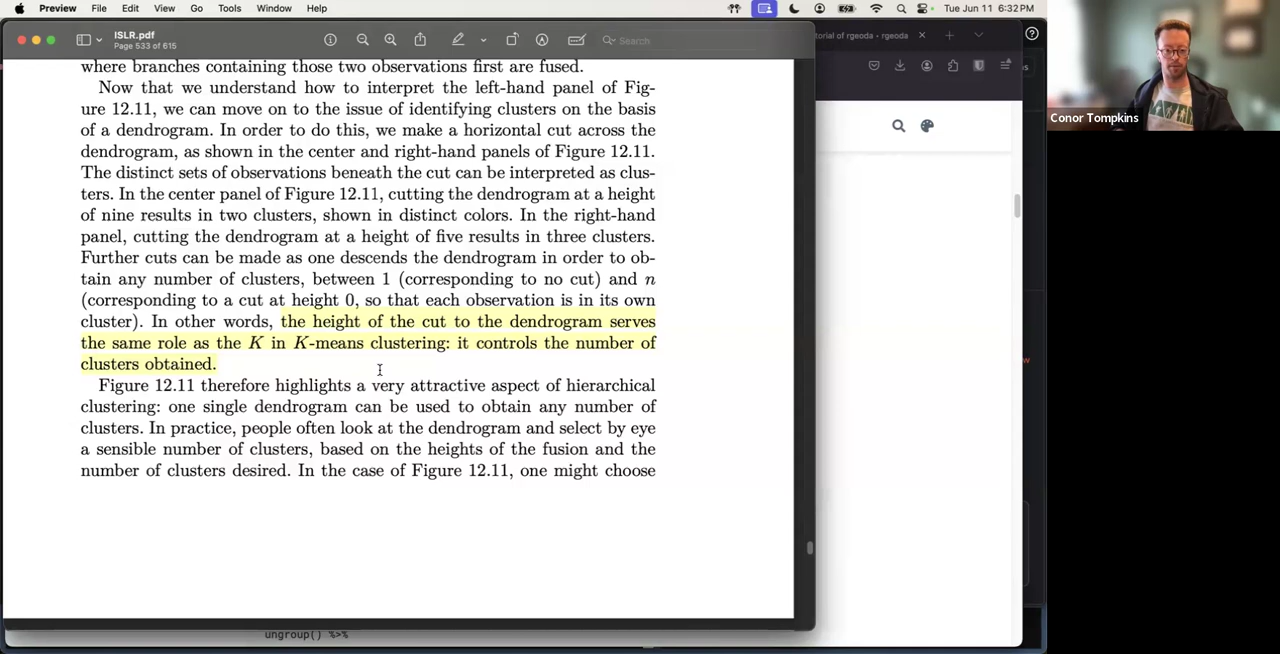 Preview File Edit View Go Tools Window Help
Tue Jun 11 6:32 PM
ISLR.pdf
Page 533 of 615
Search
torial of rgeoda • rgeoda
where branches containing those two observations first are fused.
Now that we understand how to interpret the left-hand panel of Fig-
ure 12.11, we can move on to the issue of identifying clusters on the basis
of a dendrogram. In order to do this, we make a horizontal cut across the
dendrogram, as shown in the center and right-hand panels of Figure 12.11.
The distinct sets of observations beneath the cut can be interpreted as clus-
ters. In the center panel of Figure 12.11, cutting the dendrogram at a height
of nine results in two clusters, shown in distinct colors. In the right-hand
panel, cutting the dendrogram at a height of five results in three clusters.
Further cuts can be made as one descends the dendrogram in order to ob-
tain any number of clusters, between 1 (corresponding to no cut) and n
(corresponding to a cut at height 0, so that each observation is in its own
cluster). In other words, the height of the cut to the dendrogram serves
the same role as the K in K-means clustering: it controls the number of
clusters obtained.
Figure 12.11 therefore highlights a very attractive aspect of hierarchical
clustering: one single dendrogram can be used to obtain any number of
clusters. In practice, people often look at the dendrogram and select by eye
a sensible number of clusters, based on the heights of the fusion and the
number of clusters desired. In the case of Figure 12.11, one might choose
ungroup() %>%
Conor Tompkins